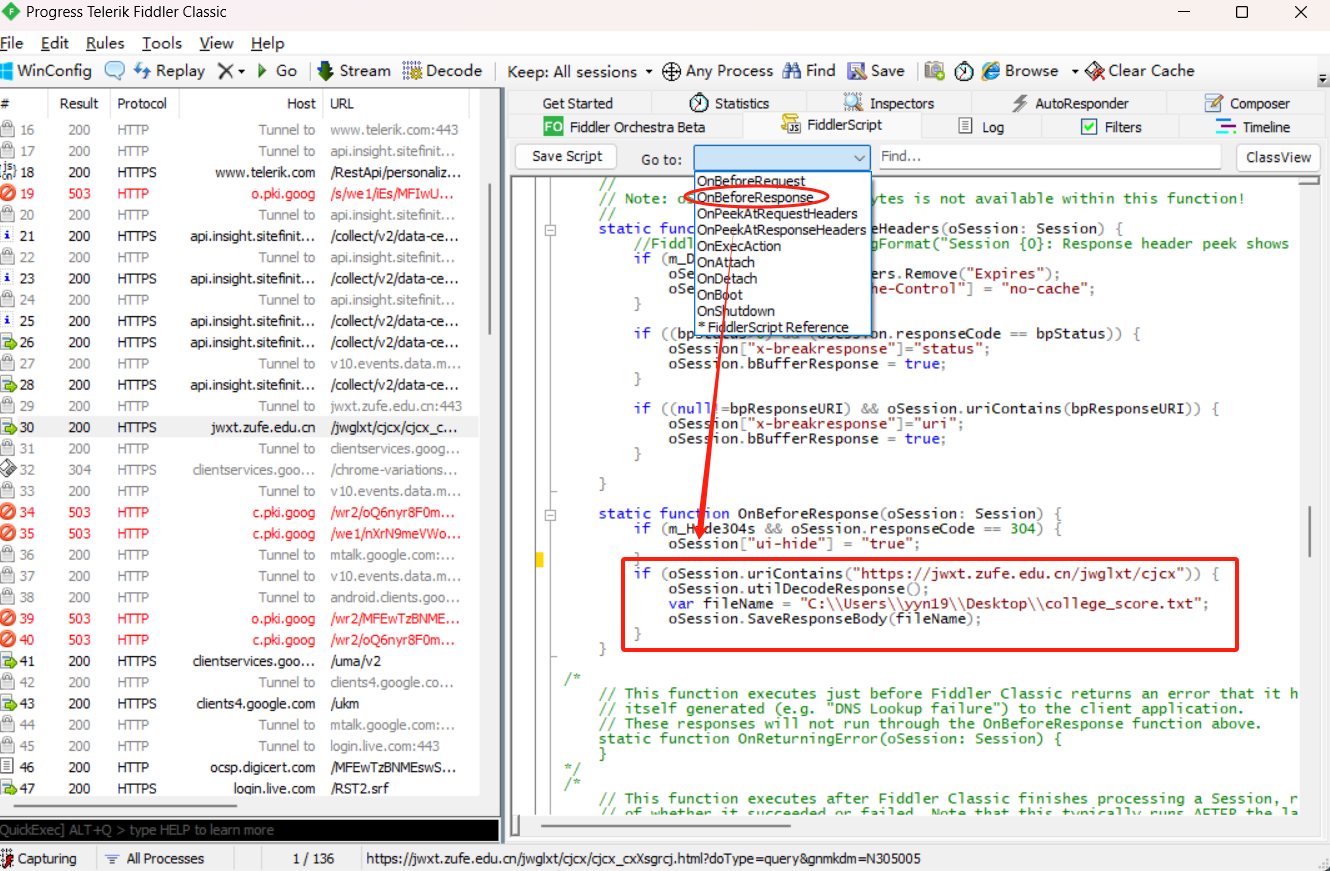 Progress Telerik Fiddler Classic
File Edit Rules Tools View Help
WinConfig Replay Go Stream Decode Keep: All sessions Any Process Find Save Browse Clear Cache
# Result Protocol Host URL
16 200 HTTP Tunnel to www.telerik.com:443
17 200 HTTP Tunnel to api.insight.sitefinit...
18 200 HTTPS www.telerik.com /RestApi/personaliz...
19 503 HTTP o.pki.goog /s/we1/iEs/MFIwU...
20 200 HTTP Tunnel to api.insight.sitefinit...
21 200 HTTPS api.insight.sitefinit... /collect/v2/data-ce...
22 200 HTTP Tunnel to api.insight.sitefinit...
23 200 HTTPS api.insight.sitefinit... /collect/v2/data-ce...
24 200 HTTP Tunnel to api.insight.sitefinit...
25 200 HTTPS api.insight.sitefinit... /collect/v2/data-ce...
26 200 HTTPS api.insight.sitefinit... /collect/v2/data-ce...
27 200 HTTP Tunnel to v10.events.data.m...
28 200 HTTPS api.insight.sitefinit... /collect/v2/data-ce...
29 200 HTTP Tunnel to jwxt.zufe.edu.cn:443
30 200 HTTPS jwxt.zufe.edu.cn /jwglxt/cjcx/cjcx_c...
31 200 HTTP Tunnel to clientservices.goog...
32 304 HTTPS clientservices.goo... /chrome-variations...
33 200 HTTP Tunnel to v10.events.data.m...
34 503 HTTP c.pki.goog /wr2/oQ6nyr8F0m...
35 503 HTTP c.pki.goog /we1/nXrN9meVWo...
36 200 HTTP Tunnel to mtalk.google.com:...
37 200 HTTP Tunnel to v10.events.data.m...
38 200 HTTP Tunnel to android.clients.goo...
39 503 HTTP o.pki.goog /wr2/MFEwTzBNME...
40 503 HTTP c.pki.goog /wr2/oQ6nyr8F0m...
41 200 HTTPS clientservices.goo... /uma/v2
42 200 HTTP Tunnel to clients4.google.co...
43 200 HTTPS clients4.google.com /ukm
44 200 HTTP Tunnel to mtalk.google.com:...
45 200 HTTP Tunnel to login.live.com:443
46 200 HTTP ocsp.digicert.com /MFEwTzBNMEswS...
47 200 HTTPS login.live.com /RST2.srf
QuickExec] ALT+Q > type HELP to learn more
Get Started Statistics Inspectors AutoResponder Composer
FO Fiddler Orchestra Beta FiddlerScript Log Filters Timeline
Save Script Go to: Find... ClassView
OnBeforeRequest
OnBeforeResponse
OnPeekAtRequestHeaders
OnPeekAtResponseHeaders
OnExecAction
OnAttach
OnDetach
OnBoot
OnShutdown
* FiddlerScript Reference
//
// Note: ytes is not available within this function!
//
static func eHeaders(oSession: Session) {
//Fiddl gFormat("Session {0}: Response header peek shows
if (m_D
oSe ers.Remove("Expires");
oSe he-Control"] = "no-cache";
}
if ((bp oSession.responseCode == bpStatus)) {
oSession["x-breakresponse"]="status";
oSession.bBufferResponse = true;
}
if ((null!=bpResponseURI) && oSession.uriContains(bpResponseURI)) {
oSession["x-breakresponse"]="uri";
oSession.bBufferResponse = true;
}
}
static function OnBeforeResponse(oSession: Session) {
if (m_Hide304s && oSession.responseCode == 304) {
oSession["ui-hide"] = "true";
}
if (oSession.uriContains("https://jwxt.zufe.edu.cn/jwglxt/cjcx")) {
oSession.utilDecodeResponse();
var fileName = "C:\\Users\\yyn19\\Desktop\\college_score.txt";
oSession.SaveResponseBody(fileName);
}
}
/*
// This function executes just before Fiddler Classic returns an error that it h
// itself generated (e.g. "DNS Lookup failure") to the client application.
// These responses will not run through the OnBeforeResponse function above.
static function OnReturningError(oSession: Session) {
}
*/
/*
// This function executes after Fiddler Classic finishes processing a Session, r
// of whether it succeeded or failed. Note that this typically runs AFTER the la
Capturing All Processes 1 / 136 https://jwxt.zufe.edu.cn/jwglxt/cjcx/cjcx_cxXsgrcj.html?doType=query&gnmkdm=N305005